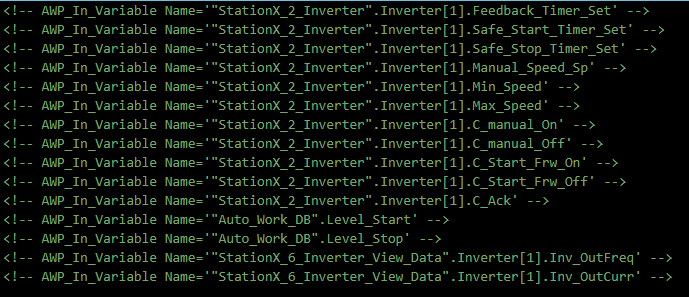 <!-- AWP_In_Variable Name='"StationX_2_Inverter".Inverter[1].Feedback_Timer_Set' -->
<!-- AWP_In_Variable Name='"StationX_2_Inverter".Inverter[1].Safe_Start_Timer_Set' -->
<!-- AWP_In_Variable Name='"StationX_2_Inverter".Inverter[1].Safe_Stop_Timer_Set' -->
<!-- AWP_In_Variable Name='"StationX_2_Inverter".Inverter[1].Manual_Speed_Sp' -->
<!-- AWP_In_Variable Name='"StationX_2_Inverter".Inverter[1].Min_Speed' -->
<!-- AWP_In_Variable Name='"StationX_2_Inverter".Inverter[1].Max_Speed' -->
<!-- AWP_In_Variable Name='"StationX_2_Inverter".Inverter[1].C_manual_On' -->
<!-- AWP_In_Variable Name='"StationX_2_Inverter".Inverter[1].C_manual_Off' -->
<!-- AWP_In_Variable Name='"StationX_2_Inverter".Inverter[1].C_Start_Frw_On' -->
<!-- AWP_In_Variable Name='"StationX_2_Inverter".Inverter[1].C_Start_Frw_Off' -->
<!-- AWP_In_Variable Name='"StationX_2_Inverter".Inverter[1].C_Ack' -->
<!-- AWP_In_Variable Name='"Auto_Work_DB".Level_Start' -->
<!-- AWP_In_Variable Name='"Auto_Work_DB".Level_Stop' -->
<!-- AWP_In_Variable Name='"StationX_6_Inverter_View_Data".Inverter[1].Inv_OutFreq' -->
<!-- AWP_In_Variable Name='"StationX_6_Inverter_View_Data".Inverter[1].Inv_OutCurr' -->